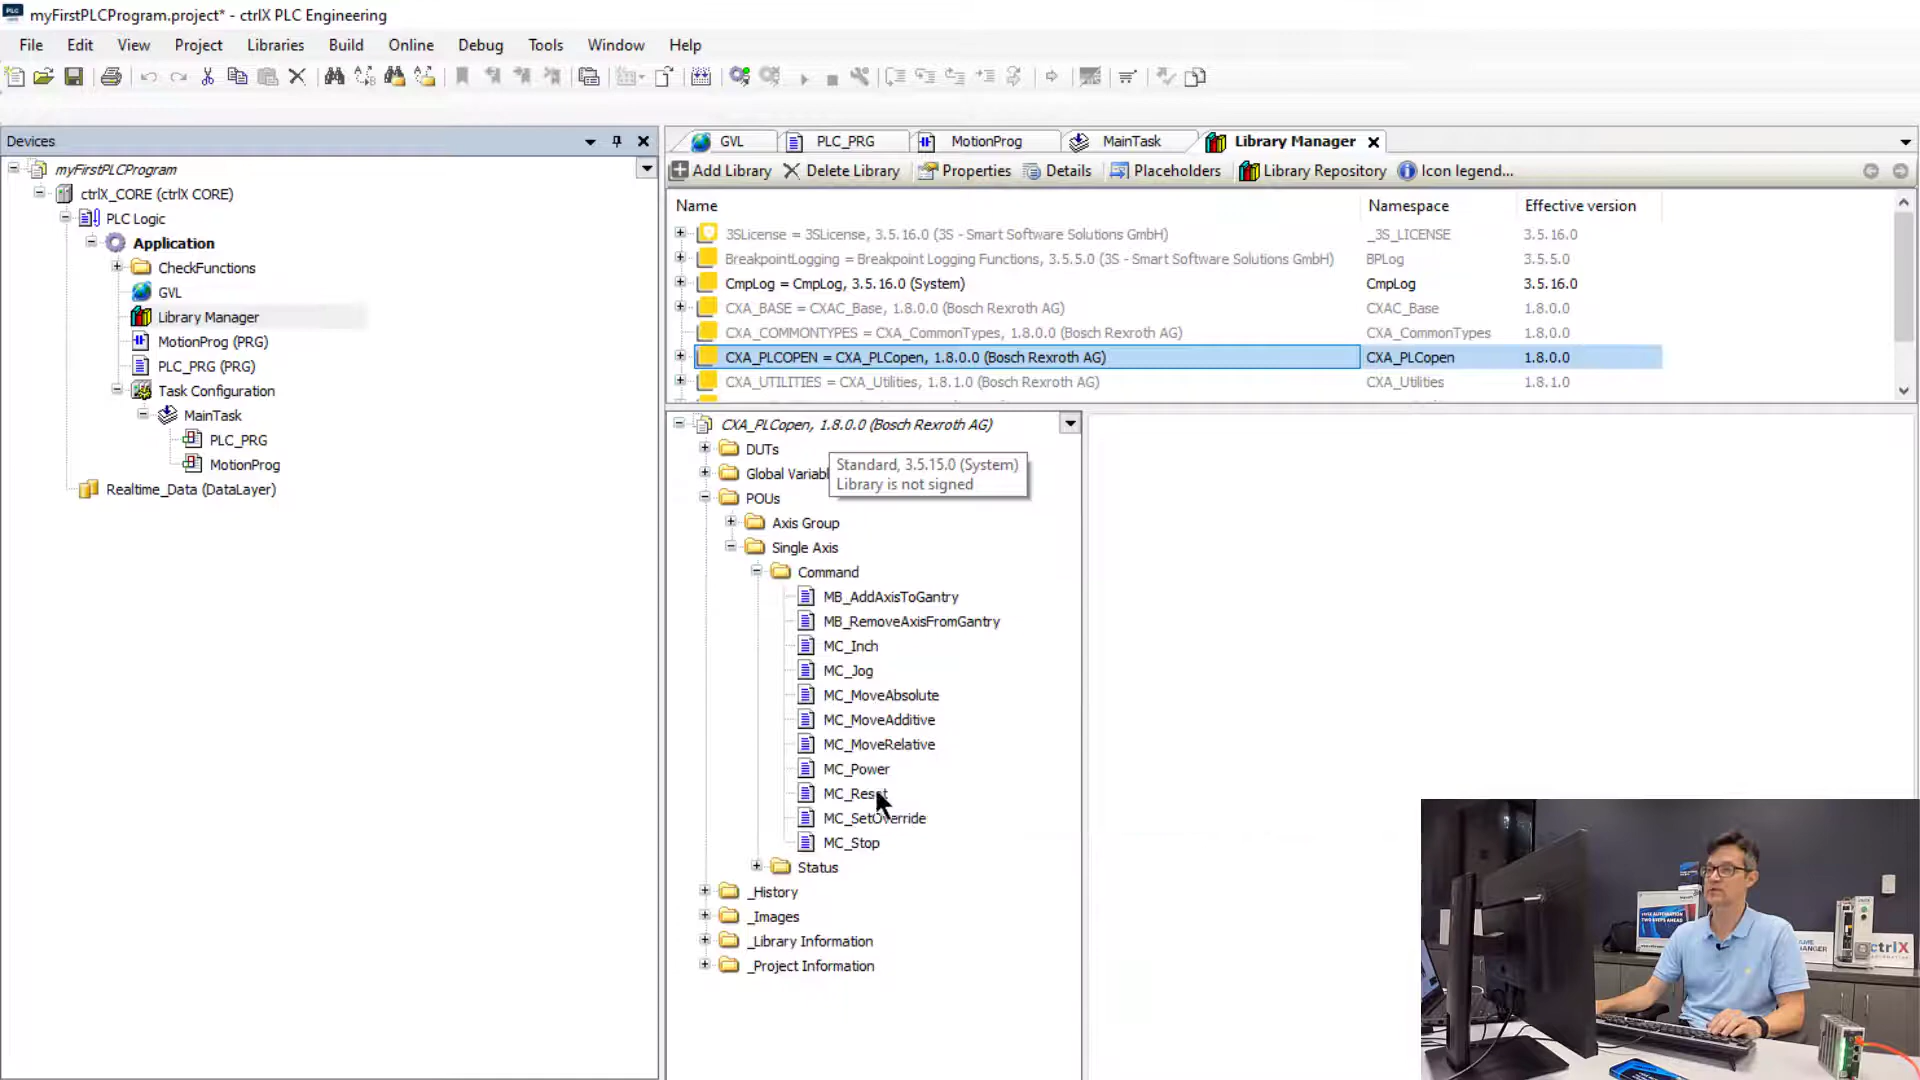 myFirstPLCProgram.project* - ctrlX PLC Engineering
File Edit View Project Libraries Build Online Debug Tools Window Help
Devices
myFirstPLCProgram
ctrlX_CORE (ctrlX CORE)
PLC Logic
Application
CheckFunctions
GVL
Library Manager
MotionProg (PRG)
PLC_PRG (PRG)
Task Configuration
MainTask
PLC_PRG
MotionProg
Realtime_Data (DataLayer)
GVL PLC_PRG MotionProg MainTask Library Manager
Add Library Delete Library Properties Details Placeholders Library Repository Icon legend...
Name Namespace Effective version
3SLicense = 3SLicense, 3.5.16.0 (3S - Smart Software Solutions GmbH) _3S_LICENSE 3.5.16.0
BreakpointLogging = Breakpoint Logging Functions, 3.5.5.0 (3S - Smart Software Solutions GmbH) BPLog 3.5.5.0
CmpLog = CmpLog, 3.5.16.0 (System) CmpLog 3.5.16.0
CXA_BASE = CXAC_Base, 1.8.0.0 (Bosch Rexroth AG) CXAC_Base 1.8.0.0
CXA_COMMONTYPES = CXA_CommonTypes, 1.8.0.0 (Bosch Rexroth AG) CXA_CommonTypes 1.8.0.0
CXA_PLCOPEN = CXA_PLCopen, 1.8.0.0 (Bosch Rexroth AG) CXA_PLCopen 1.8.0.0
CXA_UTILITIES = CXA_Utilities, 1.8.1.0 (Bosch Rexroth AG) CXA_Utilities 1.8.1.0
CXA_PLCopen, 1.8.0.0 (Bosch Rexroth AG)
DUTs
Global Variabl
Standard, 3.5.15.0 (System)
Library is not signed
POUs
Axis Group
Single Axis
Command
MB_AddAxisToGantry
MB_RemoveAxisFromGantry
MC_Inch
MC_Jog
MC_MoveAbsolute
MC_MoveAdditive
MC_MoveRelative
MC_Power
MC_Reset
MC_SetOverride
MC_Stop
Status
_History
_Images
_Library Information
_Project Information
ctrlX